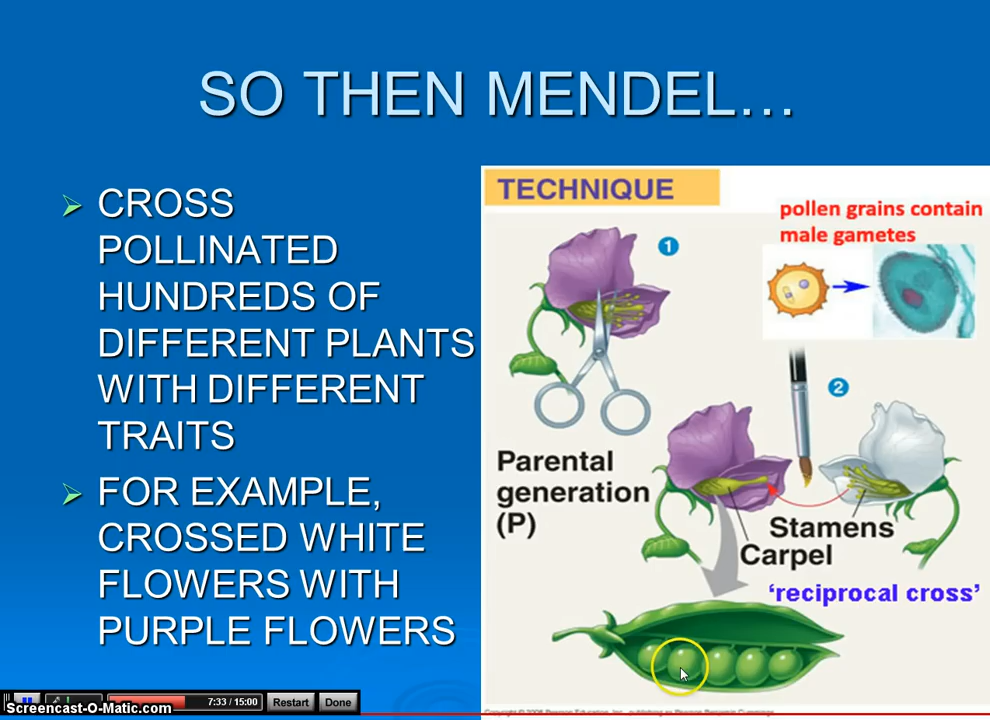 SO THEN MENDEL...
CROSS
POLLINATED
HUNDREDS OF
DIFFERENT PLANTS
WITH DIFFERENT
TRAITS
FOR EXAMPLE,
CROSSED WHITE
FLOWERS WITH
PURPLE FLOWERS
TECHNIQUE
pollen grains contain
male gametes
1
2
Parental
generation
(P)
Stamens
Carpel
‘reciprocal cross’
7:33 / 15:00
Restart
Done
Screencast-O-Matic.com